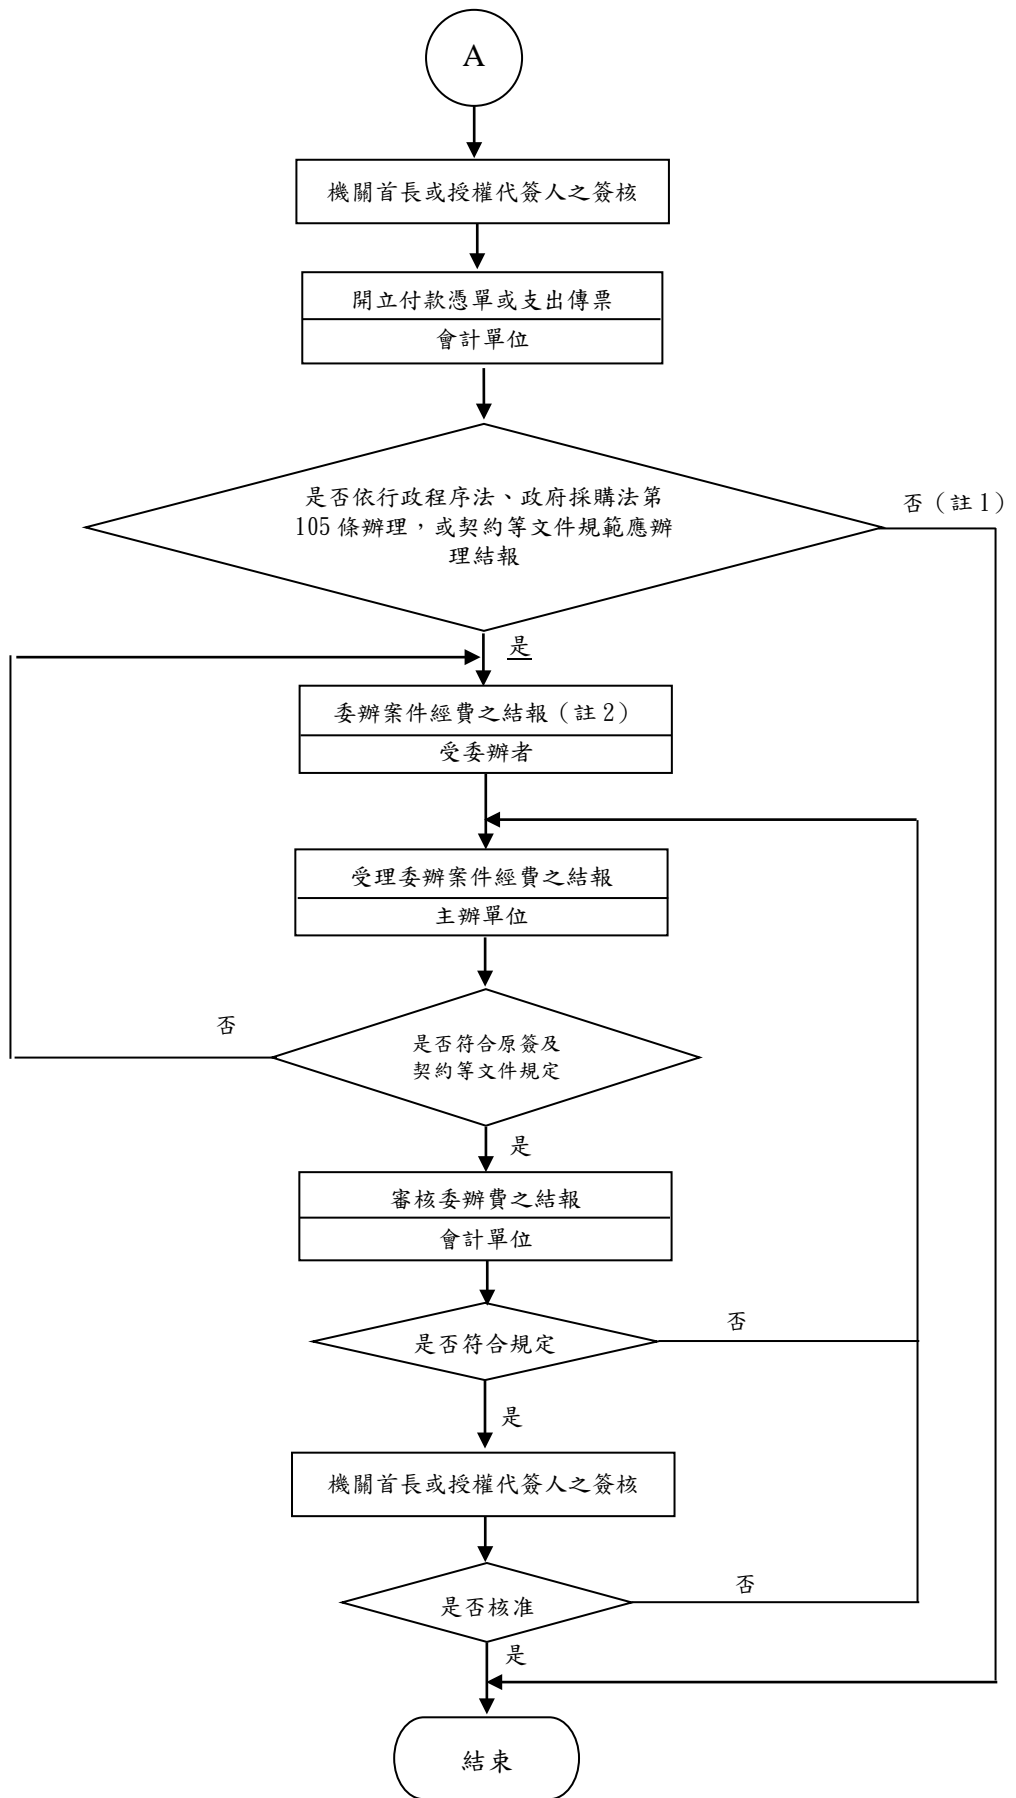 A
機關首長或授權代簽人之簽核
開立付款憑單或支出傳票
會計單位
是否依行政程序法、政府採購法第
105條辦理，或契約等文件規範應辦
理結報
否（註1）
是
委辦案件經費之結報（註2）
受委辦者
受理委辦案件經費之結報
主辦單位
否
是否符合原簽及
契約等文件規定
是
審核委辦費之結報
會計單位
否
是否符合規定
是
機關首長或授權代簽人之簽核
否
是否核准
是
結束